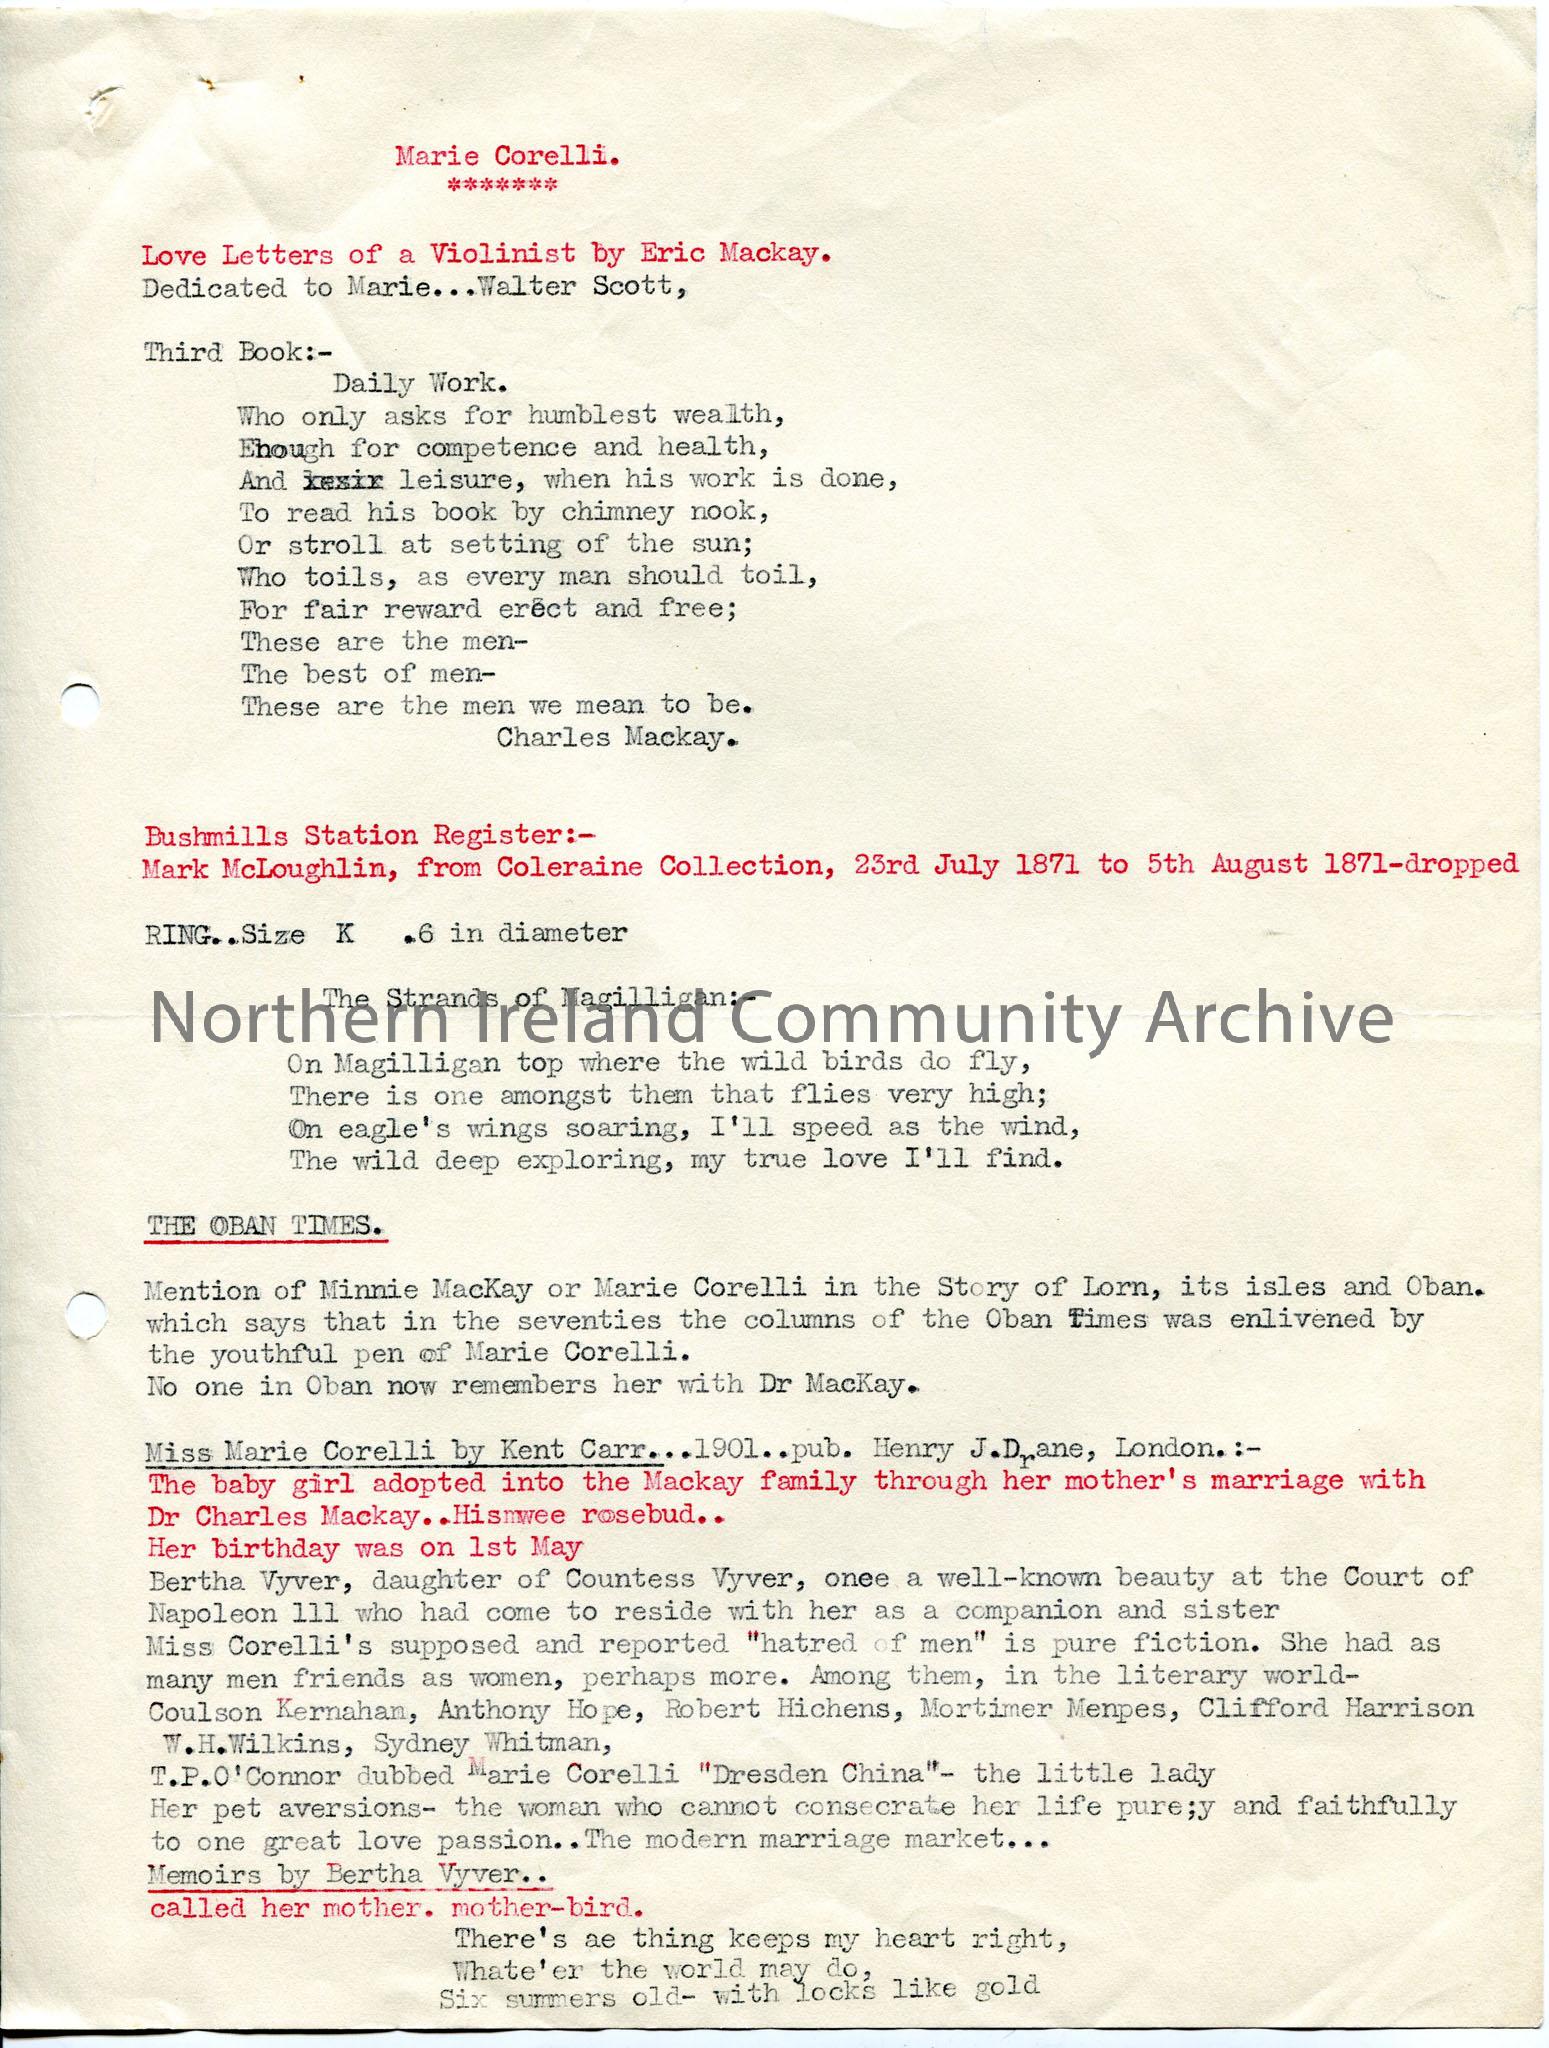 Marie Corelli.
*******
Love Letters of a Violinist by Eric Mackay.
Dedicated to Marie...Walter Scott,
Third Book:-
Daily Work.
Who only asks for humblest wealth,
Enough for competence and health,
And leisure, when his work is done,
To read his book by chimney nook,
Or stroll at setting of the sun;
Who toils, as every man should toil,
For fair reward erect and free;
These are the men-
The best of men-
These are the men we mean to be.
Charles Mackay.
Bushmills Station Register:-
Mark McLoughlin, from Coleraine Collection, 23rd July 1871 to 5th August 1871-dropped
RING..Size K .6 in diameter
The Strands of Magilligan:-
Northern Ireland Community Archive
On Magilligan top where the wild birds do fly,
There is one amongst them that flies very high;
On eagle's wings soaring, I'll speed as the wind,
The wild deep exploring, my true love I'll find.
THE OBAN TIMES.
Mention of Minnie MacKay or Marie Corelli in the Story of Lorn, its isles and Oban.
which says that in the seventies the columns of the Oban Times was enlivened by
the youthful pen of Marie Corelli.
No one in Oban now remembers her with Dr MacKay.
Miss Marie Corelli by Kent Carr...1901..pub. Henry J.Drane, London.:-
The baby girl adopted into the Mackay family through her mother's marriage with
Dr Charles Mackay..Hisnwee rosebud..
Her birthday was on 1st May
Bertha Vyver, daughter of Countess Vyver, once a well-known beauty at the Court of
Napoleon 111 who had come to reside with her as a companion and sister
Miss Corelli's supposed and reported "hatred of men" is pure fiction. She had as
many men friends as women, perhaps more. Among them, in the literary world-
Coulson Kernahan, Anthony Hope, Robert Hichens, Mortimer Menpes, Clifford Harrison
W.H.Wilkins, Sydney Whitman,
T.P.O'Connor dubbed Marie Corelli "Dresden China"- the little lady
Her pet aversions- the woman who cannot consecrate her life pure;y and faithfully
to one great love passion..The modern marriage market...
Memoirs by Bertha Vyver..
called her mother. mother-bird.
There's ae thing keeps my heart right,
Whate'er the world may do,
Six summers old- with locks like gold